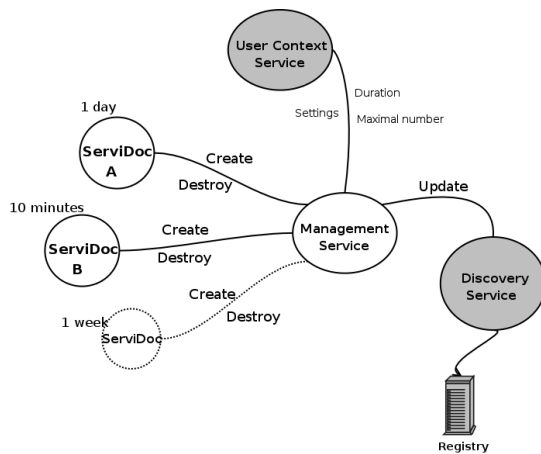 User Context
Service
Duration
Settings
Maximal number
1 day
ServiDoc
A
Create
Destroy
Update
10 minutes
ServiDoc
B
Create
Destroy
Management
Service
Discovery
Service
Create
Destroy
1 week
ServiDoc
Registry